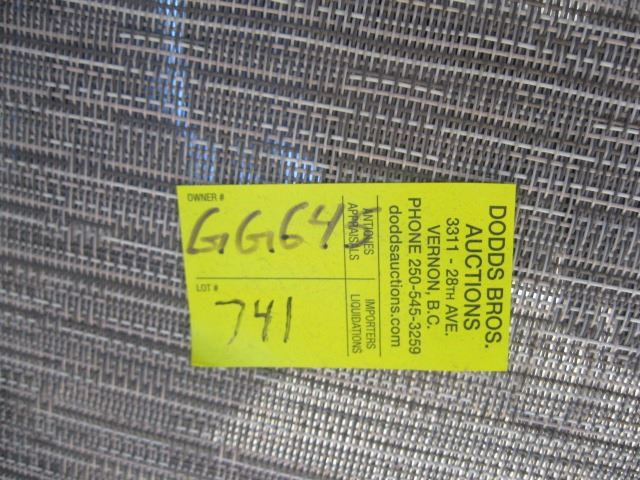 DODDS BROS.
AUCTIONS
3311 - 28TH AVE.
VERNON, B.C.
PHONE 250-545-3259
doddsauctions.com
ANTIQUES
APPRAISALS
IMPORTERS
LIQUIDATIONS
OWNER #
LOT #
741